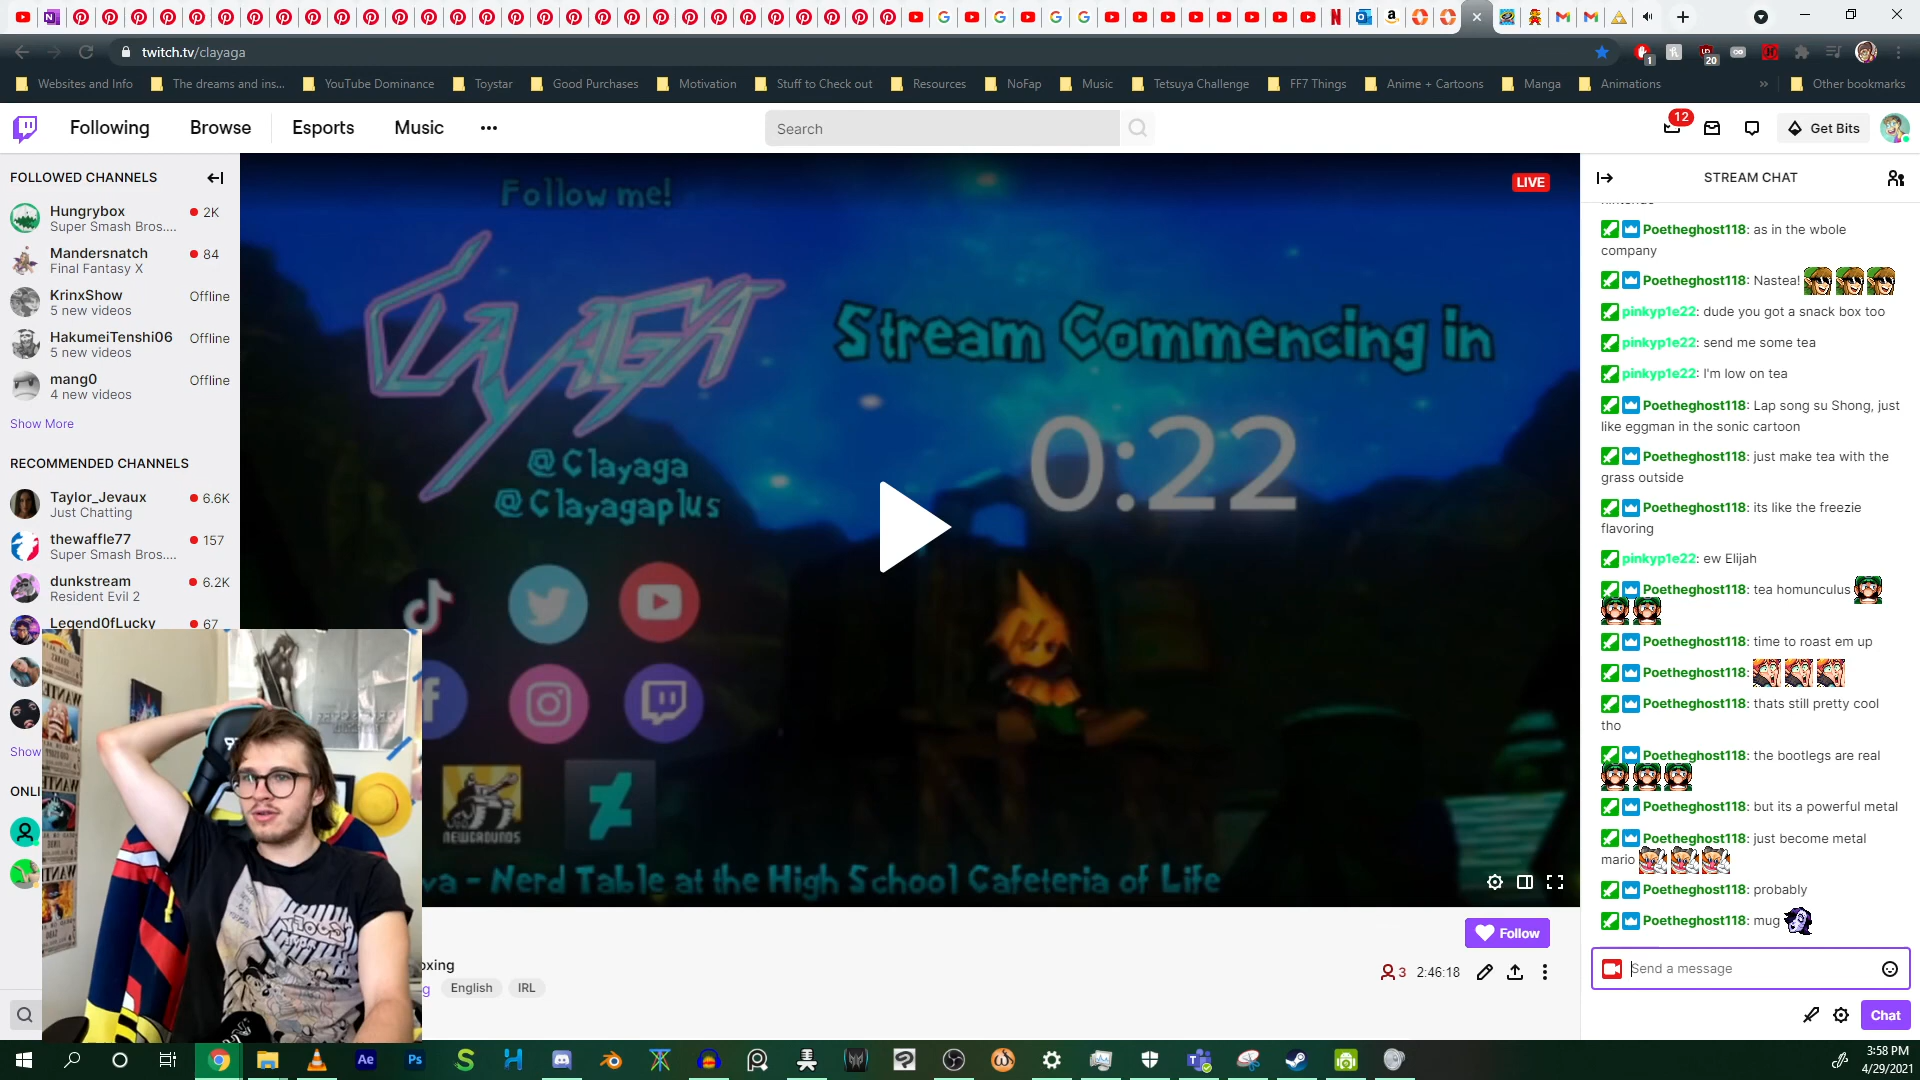 twitch.tv/clayaga
Websites and Info
The dreams and ins...
YouTube Dominance
Toystar
Good Purchases
Motivation
Stuff to Check out
Resources
NoFap
Music
Tetsuya Challenge
FF7 Things
Anime + Cartoons
Manga
Animations
Other bookmarks
Following
Browse
Esports
Music
Search
12
Get Bits
FOLLOWED CHANNELS
Hungrybox
2K
Super Smash Bros....
Mandersnatch
84
Final Fantasy X
KrinxShow
Offline
5 new videos
HakumeiTenshi06
Offline
5 new videos
mang0
Offline
4 new videos
Show More
RECOMMENDED CHANNELS
Taylor_Jevaux
6.6K
Just Chatting
thewaffle77
157
Super Smash Bros....
dunkstream
6.2K
Resident Evil 2
Legend0fLucky
67
Show
ONLI
Follow me!
LIVE
CLAYAGA
Stream Commencing in
0:22
@Clayaga
@Clayagaplus
NEWGROUNDS
va - Nerd Table at the High School Cafeteria of Life
Follow
oxing
3
2:46:18
g
English
IRL
STREAM CHAT
Poetheghost118: as in the wbole
company
Poetheghost118: Nastea!
pinkyp1e22: dude you got a snack box too
pinkyp1e22: send me some tea
pinkyp1e22: I'm low on tea
Poetheghost118: Lap song su Shong, just
like eggman in the sonic cartoon
Poetheghost118: just make tea with the
grass outside
Poetheghost118: its like the freezie
flavoring
pinkyp1e22: ew Elijah
Poetheghost118: tea homunculus
Poetheghost118: time to roast em up
Poetheghost118:
Poetheghost118: thats still pretty cool
tho
Poetheghost118: the bootlegs are real
Poetheghost118: but its a powerful metal
Poetheghost118: just become metal
mario
Poetheghost118: probably
Poetheghost118: mug
Send a message
Chat
Ae
Ps
3:58 PM
4/29/2021